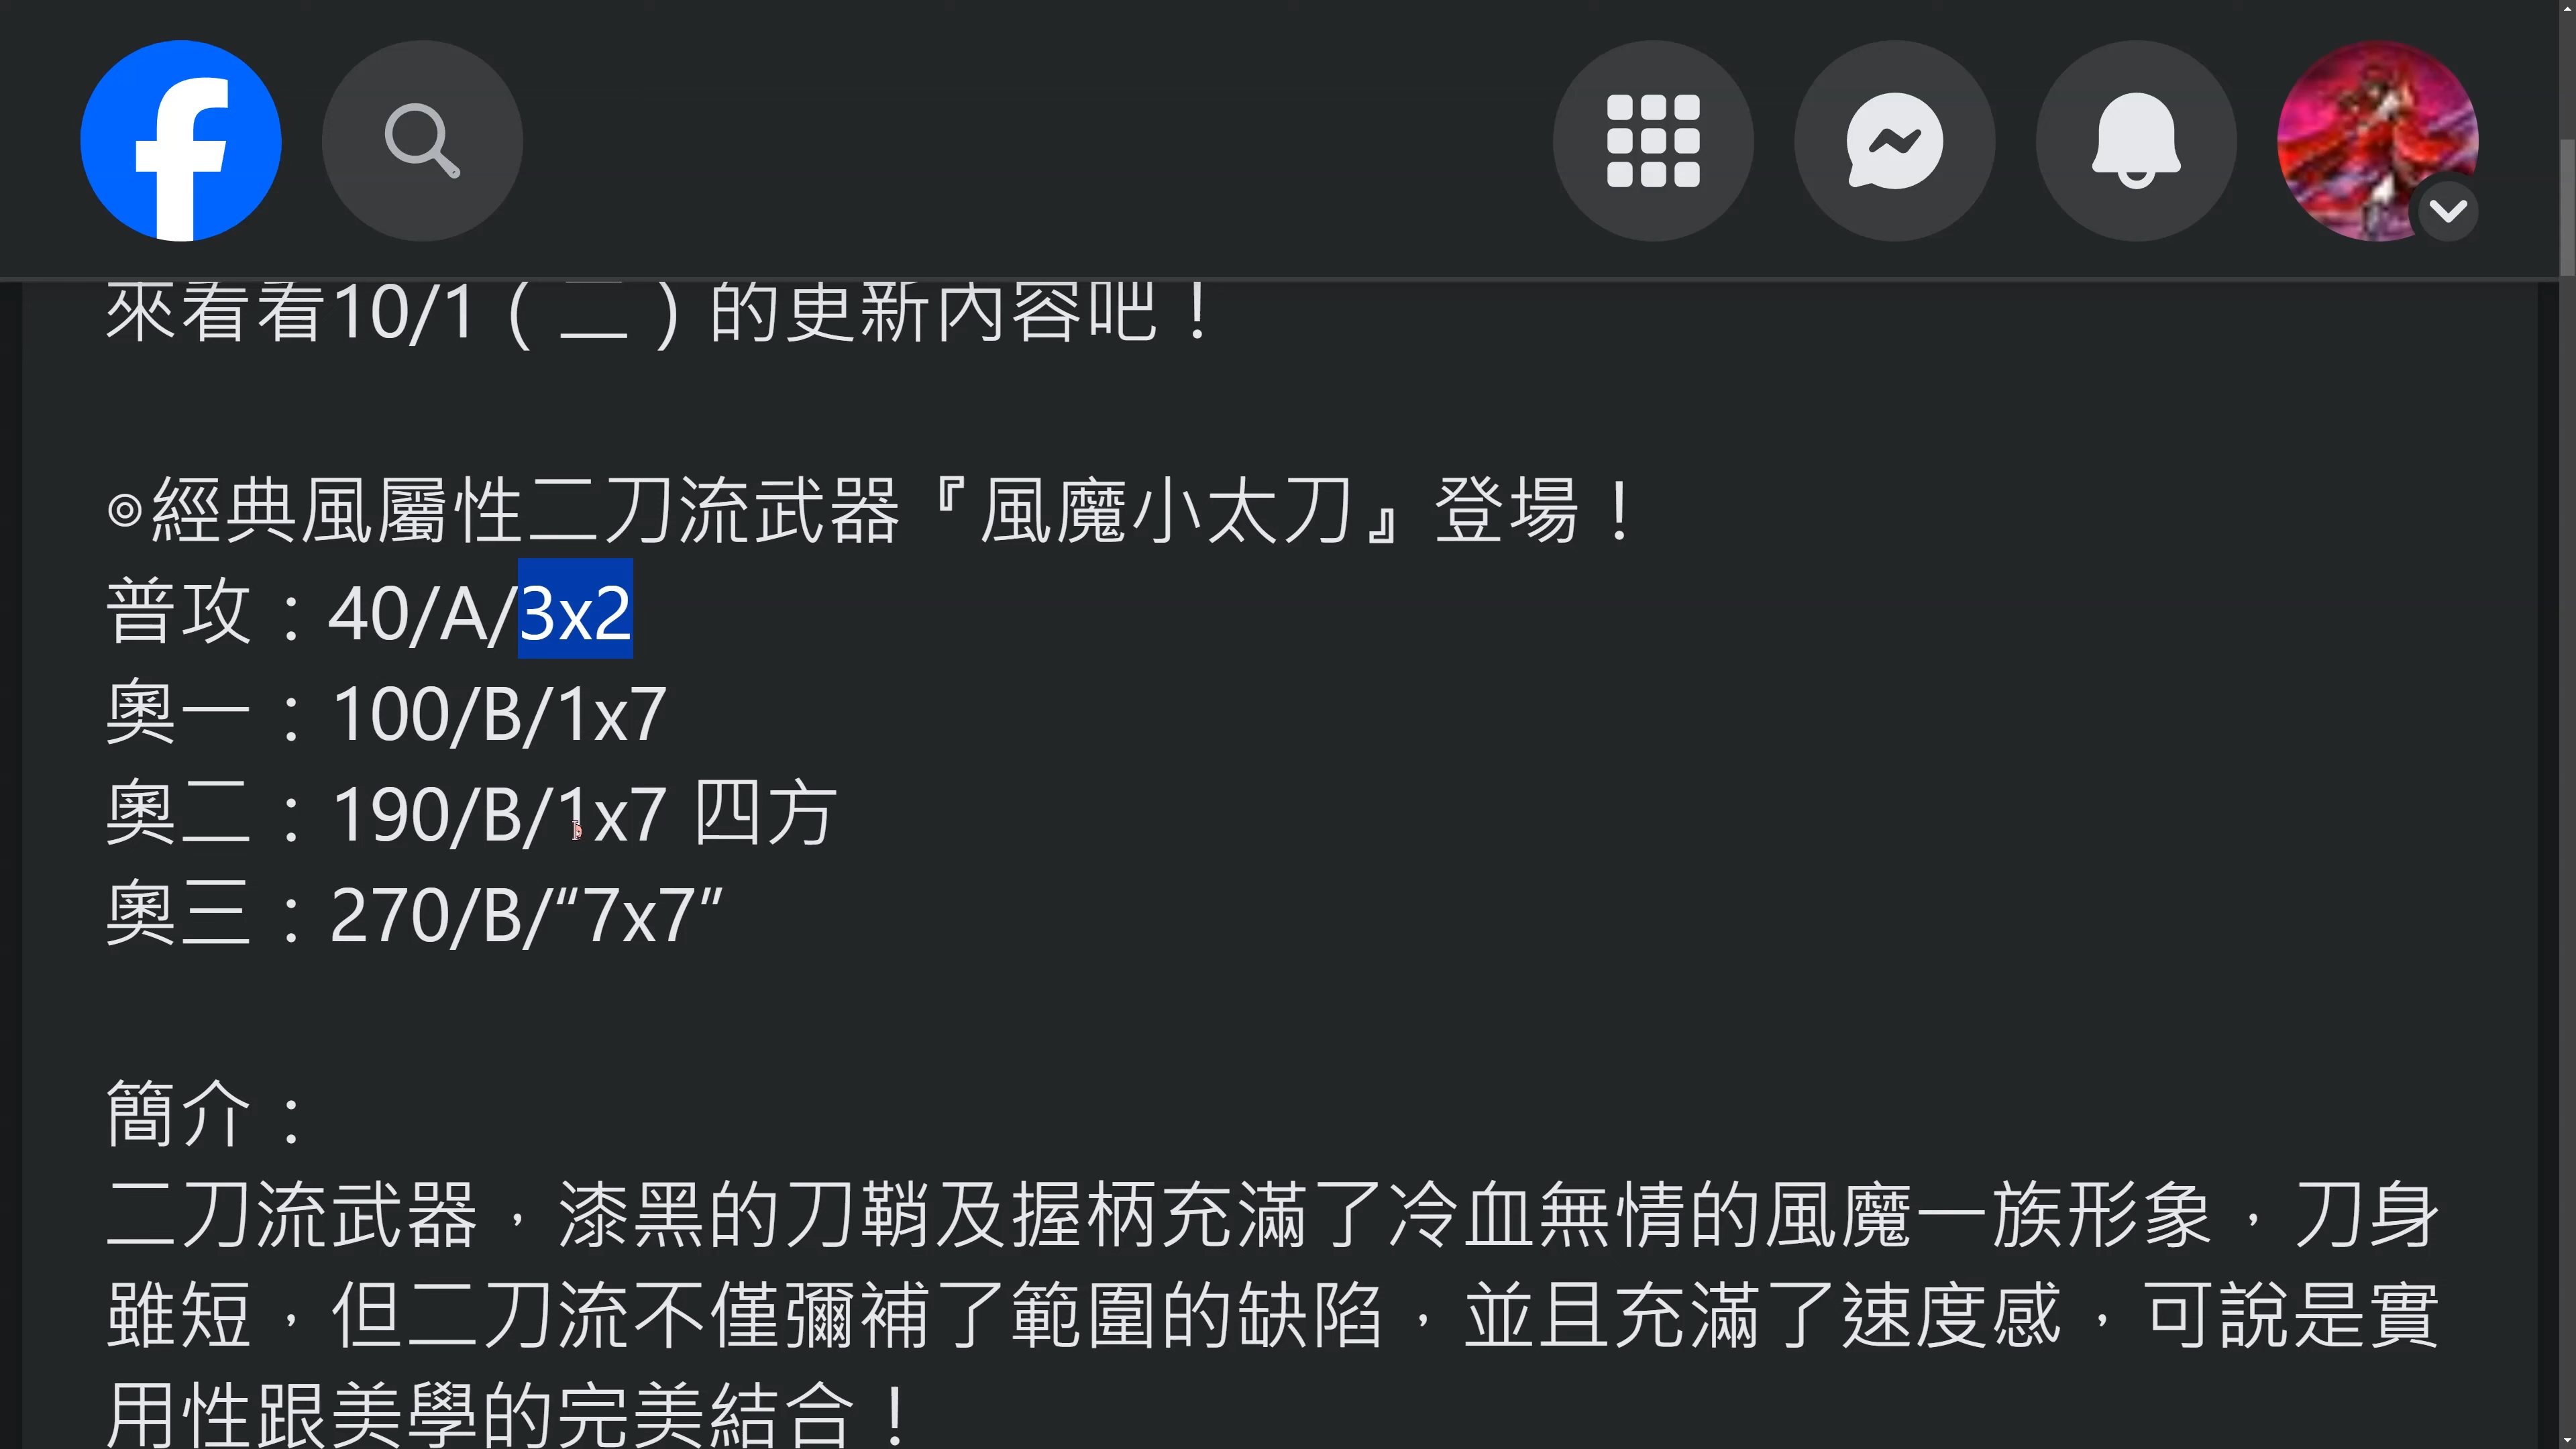 來看看10/1（二）的更新內容吧！
◎經典風屬性二刀流武器『風魔小太刀』登場！
普攻：40/A/3x2
奧一：100/B/1x7
奧二：190/B/1x7 四方
奧三：270/B/“7x7”
簡介：
二刀流武器，漆黑的刀鞘及握柄充滿了冷血無情的風魔一族形象，刀身
雖短，但二刀流不僅彌補了範圍的缺陷，並且充滿了速度感，可說是實
用性跟美學的完美結合！